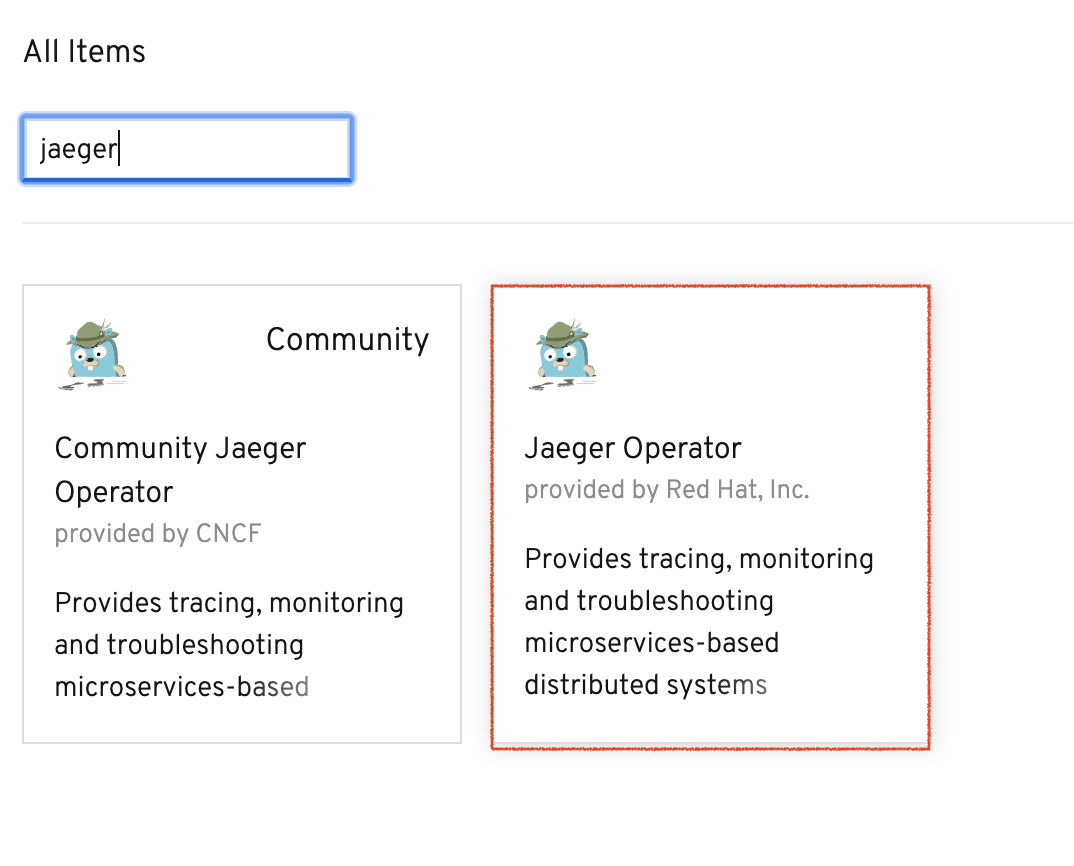 All Items
jaeger
Community
Community Jaeger
Operator
provided by CNCF
Provides tracing, monitoring
and troubleshooting
microservices-based
Jaeger Operator
provided by Red Hat, Inc.
Provides tracing, monitoring
and troubleshooting
microservices-based
distributed systems